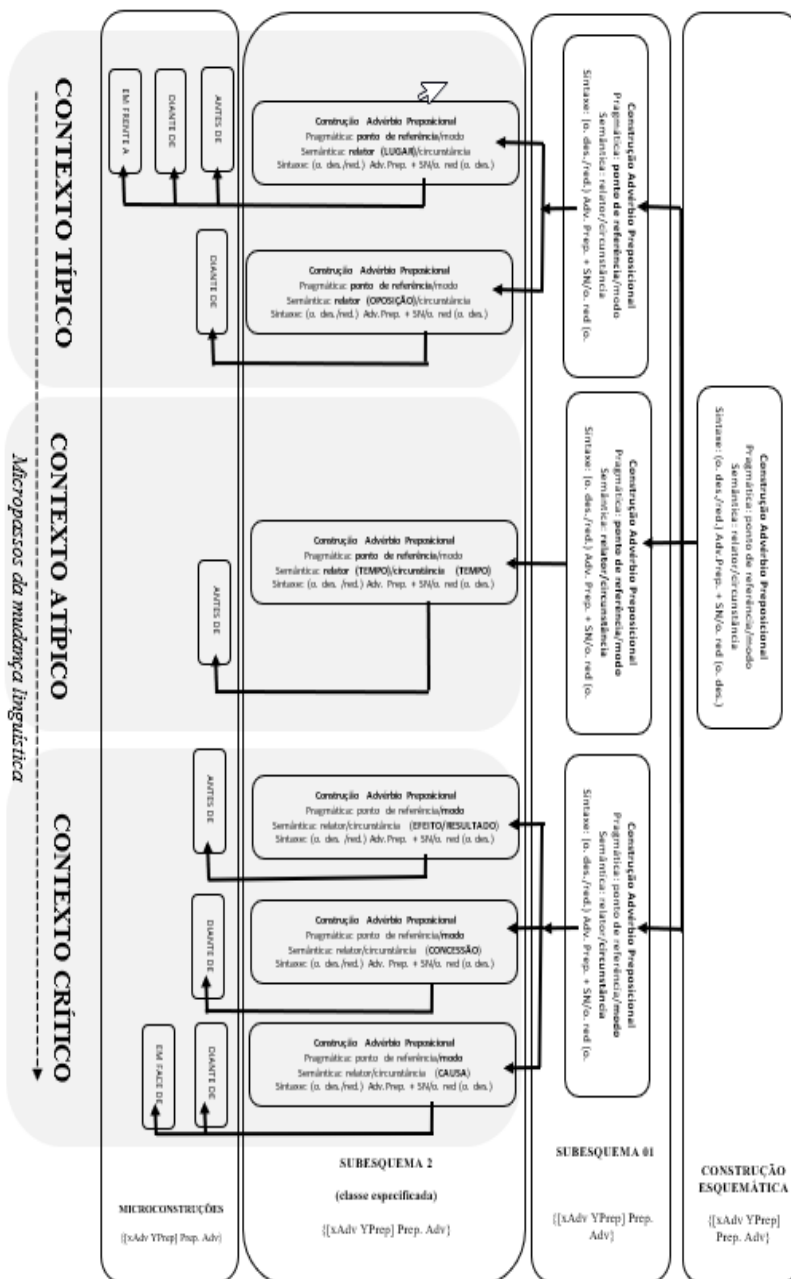 CONSTRUÇÃO
ESQUEMÁTICA
{[xAdv YPrep]
Prep. Adv}
Construção Advérbio Preposicional
Pragmática: ponto de referência/modo
Semântica: relator/circunstância
Sintaxe: (o. des./red.) Adv.Prep. + SN/o. red (o. des.)
SUBESQUEMA 01
{[xAdv YPrep] Prep.
Adv}
Construção Advérbio Preposicional
Pragmática: ponto de referência/modo
Semântica: relator/circunstância
Sintaxe: (o. des./red.) Adv. Prep. + SN/o. red (o.
Construção Advérbio Preposicional
Pragmática: ponto de referência/modo
Semântica: relator/circunstância
Sintaxe: (o. des./red.) Adv. Prep. + SN/o. red (o.
Construção Advérbio Preposicional
Pragmática: ponto de referência/modo
Semântica: relator/circunstância
Sintaxe: (o. des./red.) Adv. Prep. + SN/o. red (o.
SUBESQUEMA 2
(classe especificada)
{[xAdv YPrep] Prep. Adv}
Construção Advérbio Preposicional
Pragmática: ponto de referência/modo
Semântica: relator (LUGAR)/circunstância
Sintaxe: (o. des./red.) Adv.Prep. + SN/o. red (o. des.)
Construção Advérbio Preposicional
Pragmática: ponto de referência/modo
Semântica: relator (OPOSIÇÃO)/circunstância
Sintaxe: (o. des./red.) Adv.Prep. + SN/o. red (o. des.)
Construção Advérbio Preposicional
Pragmática: ponto de referência/modo
Semântica: relator (TEMPO)/circunstância (TEMPO)
Sintaxe: (o. des./red.) Adv.Prep. + SN/o. red (o. des.)
Construção Advérbio Preposicional
Pragmática: ponto de referência/modo
Semântica: relator/circunstância (EFEITO/RESULTADO)
Sintaxe: (o. des./red.) Adv.Prep. + SN/o. red (o. des.)
Construção Advérbio Preposicional
Pragmática: ponto de referência/modo
Semântica: relator/circunstância (CONCESSÃO)
Sintaxe: (o. des./red.) Adv.Prep. + SN/o. red (o. des.)
Construção Advérbio Preposicional
Pragmática: ponto de referência/modo
Semântica: relator/circunstância (CAUSA)
Sintaxe: (o. des./red.) Adv.Prep. + SN/o. red (o. des.)
MICROCONSTRUÇÕES
{[xAdv YPrep] Prep. Adv}
ANTES DE
DIANTE DE
EM FRENTE A
DIANTE DE
ANTES DE
ANTES DE
DIANTE DE
DIANTE DE
EM FACE DE
CONTEXTO TÍPICO
CONTEXTO ATÍPICO
CONTEXTO CRÍTICO
Micropassos da mudança linguística